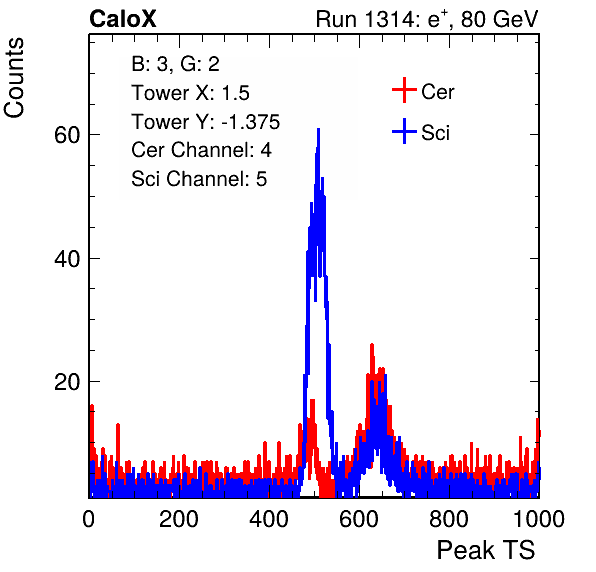 CaloX
Run 1314: e+, 80 GeV
Counts
B: 3, G: 2
Tower X: 1.5
Tower Y: -1.375
Cer Channel: 4
Sci Channel: 5
Cer
Sci
60
40
20
0 200 400 600 800 1000
Peak TS